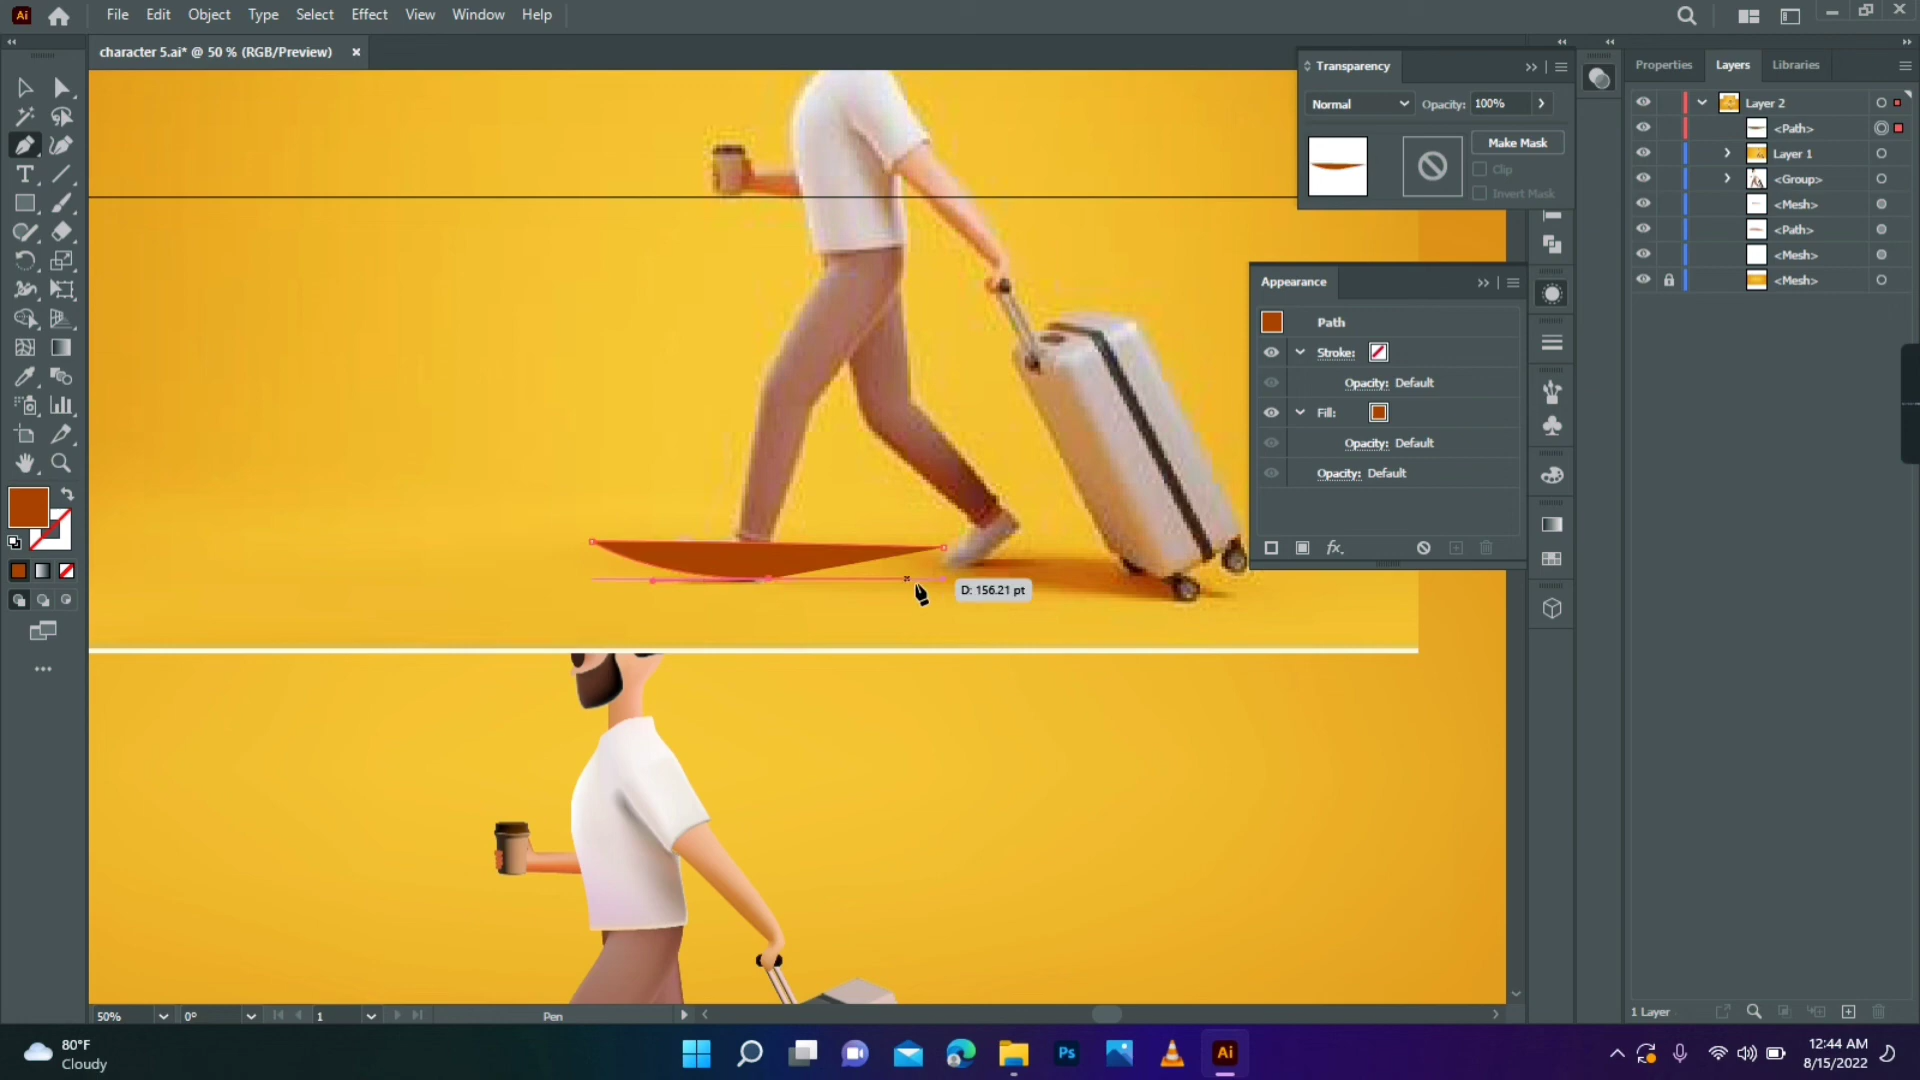 Ai File Edit Object Type Select Effect View Window Help
character 5.ai* @ 50 % (RGB/Preview)
Transparency
Normal Opacity: 100%
Make Mask
Clip
Invert Mask
Properties Layers Libraries
Layer 2
<Path>
Layer 1
<Group>
<Mesh>
<Path>
<Mesh>
<Mesh>
Appearance
Path
Stroke:
Opacity: Default
Fill:
Opacity: Default
Opacity: Default
fx.
D: 156.21 pt
50% 0° 1 Pen
1 Layer
80°F
Cloudy
Ps
Ai
12:44 AM
8/15/2022